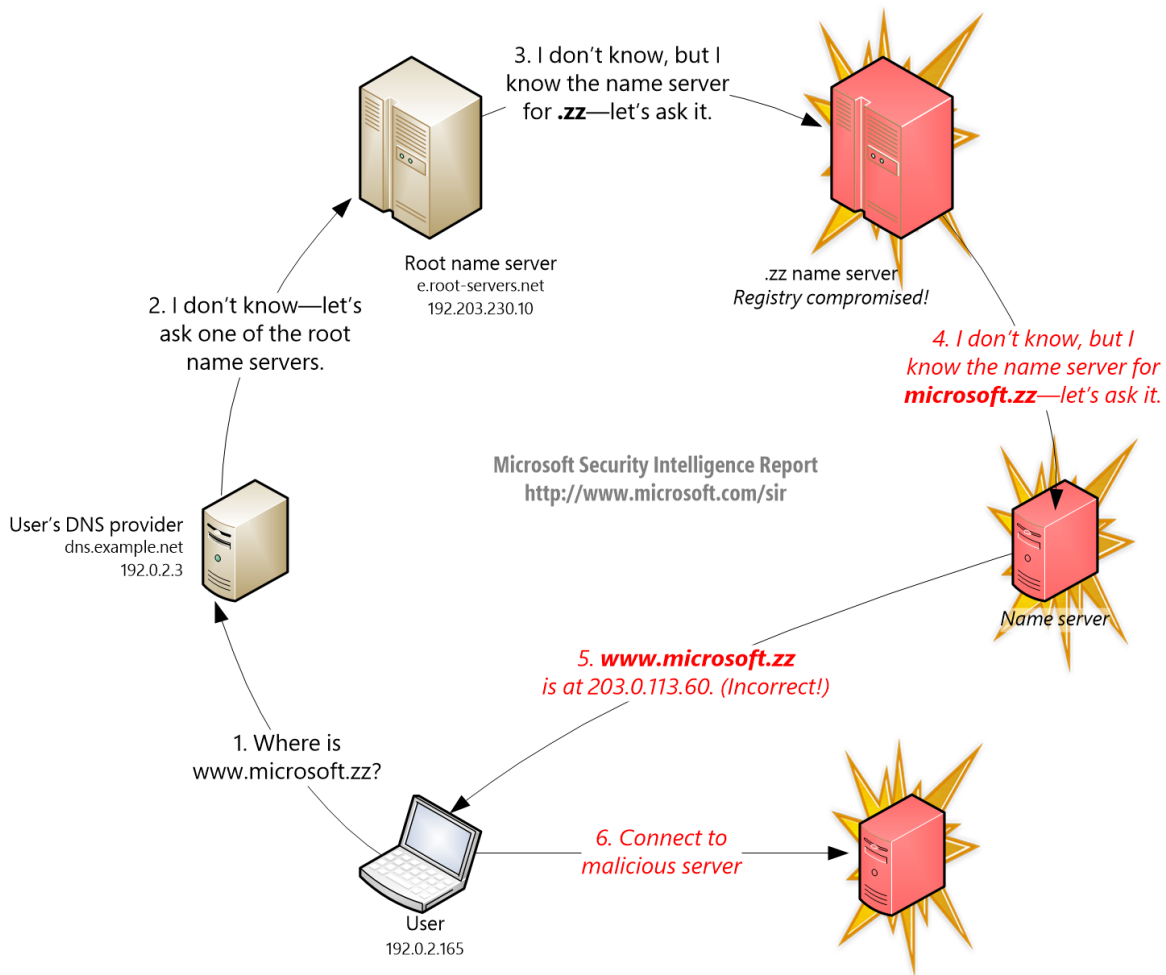 3. I don't know, but I
know the name server
for .zz—let's ask it.
Root name server
e.root-servers.net
192.203.230.10
.zz name server
Registry compromised!
2. I don't know—let's
ask one of the root
name servers.
4. I don't know, but I
know the name server for
microsoft.zz—let's ask it.
Microsoft Security Intelligence Report
http://www.microsoft.com/sir
User's DNS provider
dns.example.net
192.0.2.3
Name server
5. www.microsoft.zz
is at 203.0.113.60. (Incorrect!)
1. Where is
www.microsoft.zz?
6. Connect to
malicious server
User
192.0.2.165